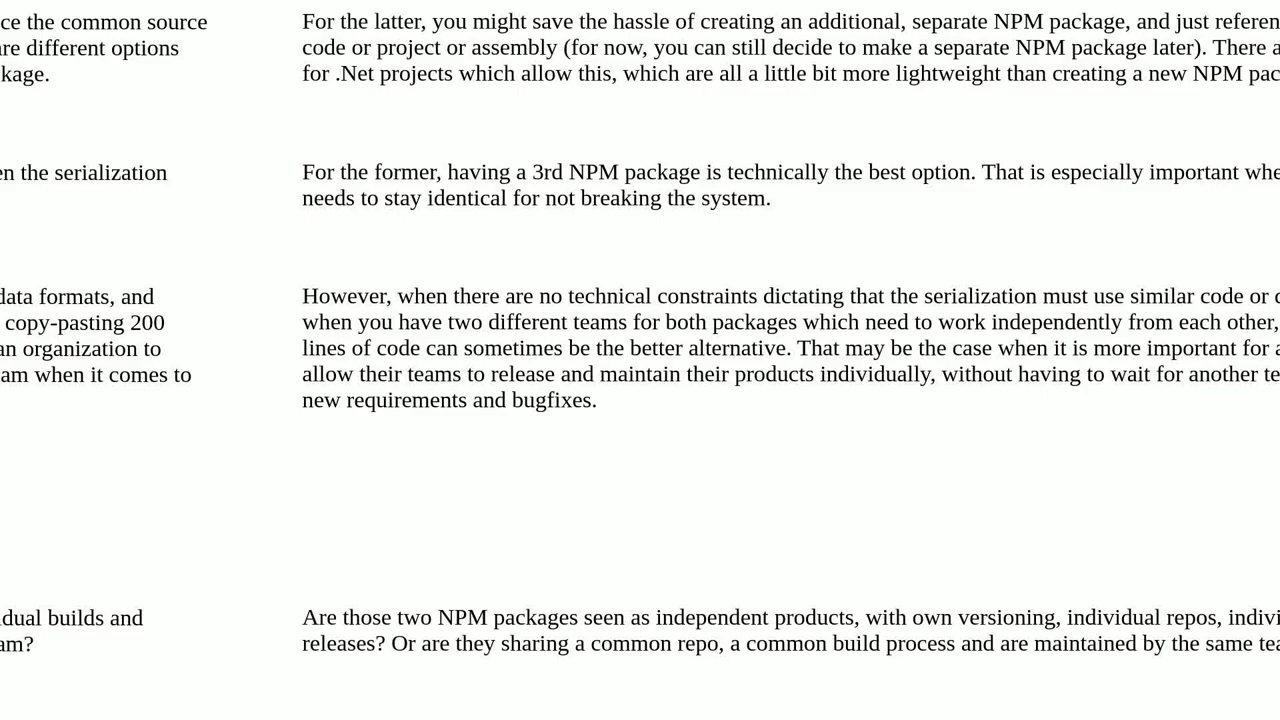 ce the common source
re different options
kage.
en the serialization
data formats, and
copy-pasting 200
an organization to
am when it comes to
dual builds and
am?
For the latter, you might save the hassle of creating an additional, separate NPM package, and just referen
code or project or assembly (for now, you can still decide to make a separate NPM package later). There a
for .Net projects which allow this, which are all a little bit more lightweight than creating a new NPM pac
For the former, having a 3rd NPM package is technically the best option. That is especially important whe
needs to stay identical for not breaking the system.
However, when there are no technical constraints dictating that the serialization must use similar code or
when you have two different teams for both packages which need to work independently from each other,
lines of code can sometimes be the better alternative. That may be the case when it is more important for a
allow their teams to release and maintain their products individually, without having to wait for another te
new requirements and bugfixes.
Are those two NPM packages seen as independent products, with own versioning, individual repos, indivi
releases? Or are they sharing a common repo, a common build process and are maintained by the same tea